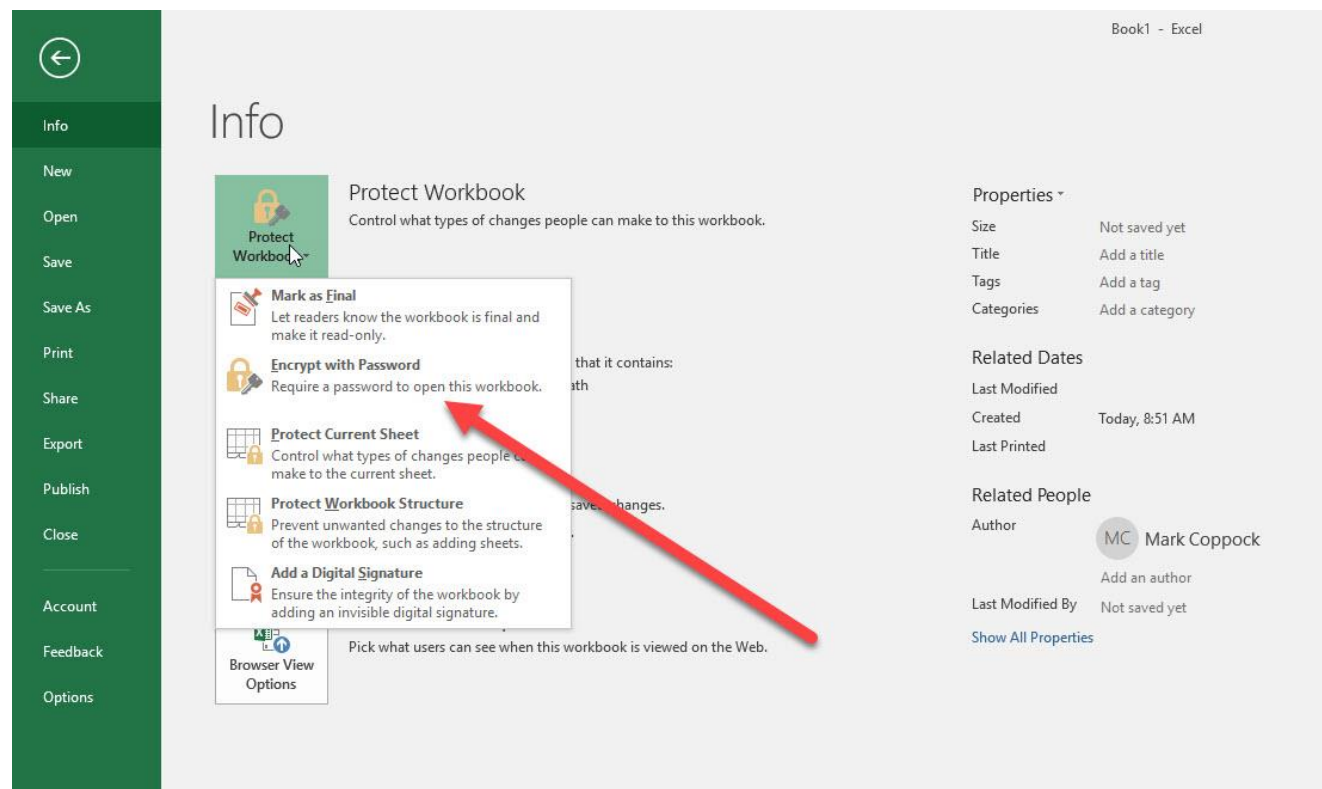 Book1 - Excel
Info
New
Open
Save
Save As
Print
Share
Export
Publish
Close
Account
Feedback
Options
Info
Protect
Protect Workbook
Control what types of changes people can make to this workbook.
Mark as Final
Let readers know the workbook is final and
make it read-only.
Encrypt with Password
Require a password to open this workbook.
Protect Current Sheet
Control what types of changes people
make to the current sheet.
Protect Workbook Structure
Prevent unwanted changes to the structure
of the workbook, such as adding sheets.
Add a Digital Signature
Ensure the integrity of the workbook by
adding an invisible digital signature.
that it contains:
changes.
Browser View
Options
Pick what users can see when this workbook is viewed on the Web.
Properties
Size Not saved yet
Title Add a title
Tags Add a tag
Categories Add a category
Related Dates
Last Modified
Created Today, 8:51 AM
Last Printed
Related People
Author
MC Mark Coppock
Add an author
Last Modified By Not saved yet
Show All Properties